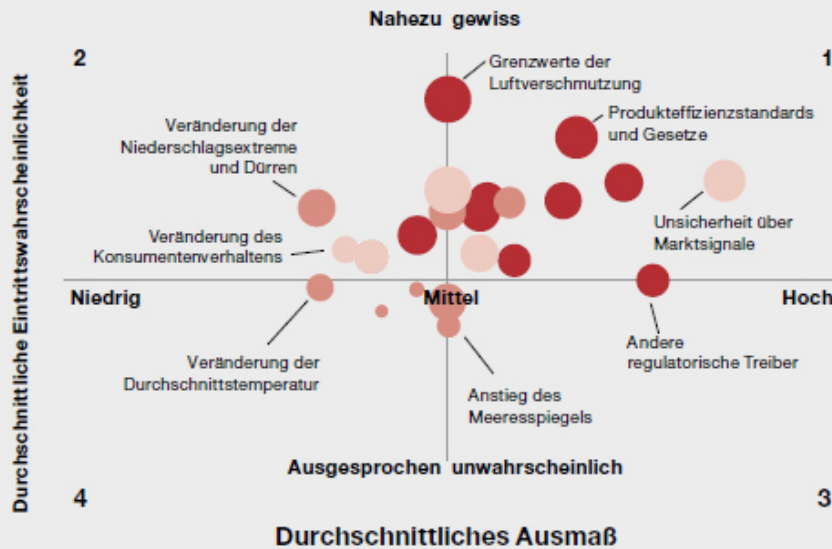 Nahezu gewiss
2
1
Grenzwerte der
Luftverschmutzung
Produkteffizienzstandards
und Gesetze
Veränderung der
Niederschlagsextreme
und Dürren
Unsicherheit über
Marktsignale
Veränderung des
Konsumentenverhaltens
Niedrig
Mittel
Hoch
Veränderung der
Durchschnittstemperatur
Andere
regulatorische Treiber
Anstieg des
Meeresspiegels
Ausgesprochen unwahrscheinlich
4
3
Durchschnittliches Ausmaß
Durchschnittliche Eintrittswahrscheinlichkeit